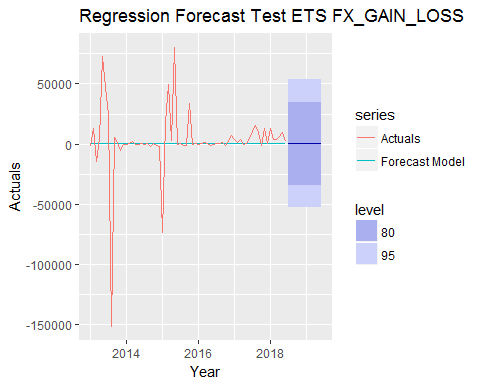 Regression Forecast Test ETS FX_GAIN_LOSS
50000
0
-50000
-100000
-150000
Actuals
2014
2016
2018
Year
series
Actuals
Forecast Model
level
80
95